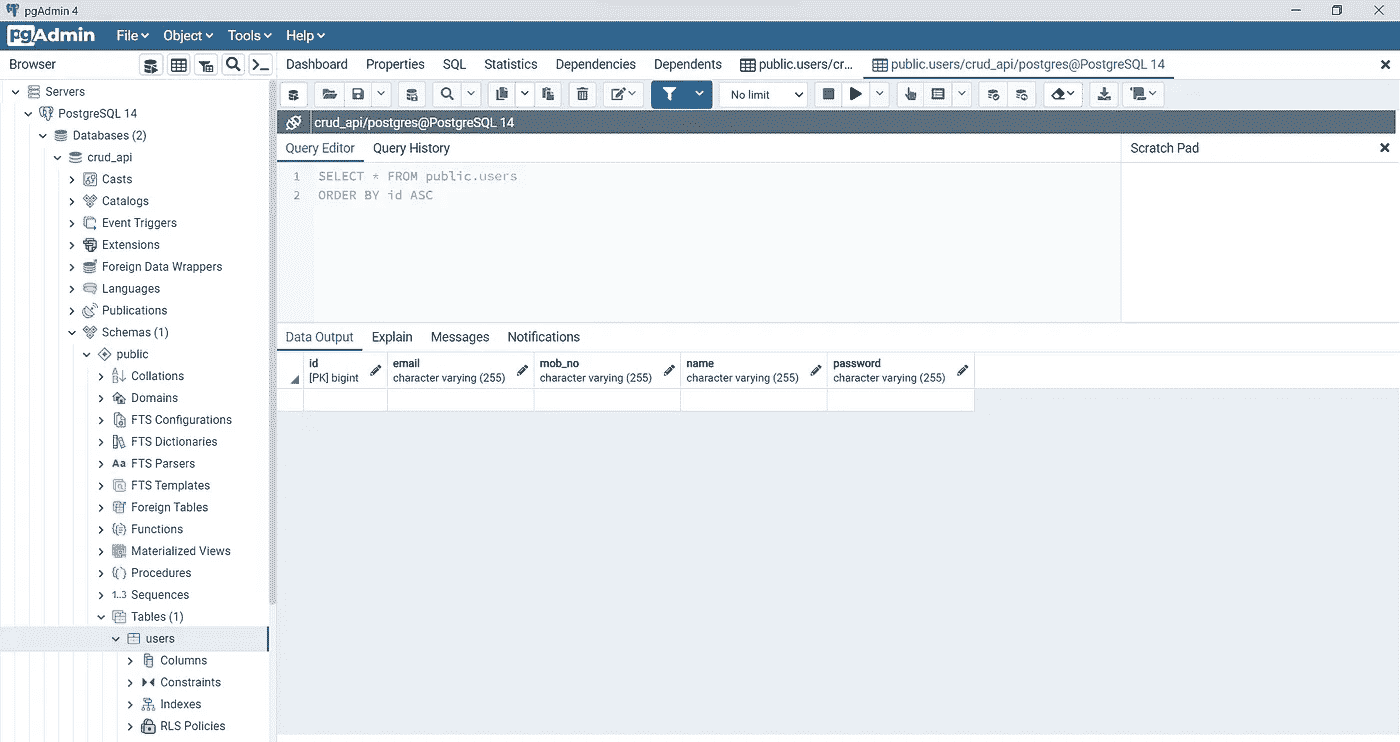 pgAdmin 4
pgAdmin File Object Tools Help
Browser
Dashboard Properties SQL Statistics Dependencies Dependents public.users/cr... public.users/crud_api/postgres@PostgreSQL 14
Servers
PostgreSQL 14
Databases (2)
crud_api
Casts
Catalogs
Event Triggers
Extensions
Foreign Data Wrappers
Languages
Publications
Schemas (1)
public
Collations
Domains
FTS Configurations
FTS Dictionaries
Aa FTS Parsers
FTS Templates
Foreign Tables
Functions
Materialized Views
Procedures
1..3 Sequences
Tables (1)
users
Columns
Constraints
Indexes
RLS Policies
No limit
crud_api/postgres@PostgreSQL 14
Query Editor Query History
Scratch Pad
1 SELECT * FROM public.users
2 ORDER BY id ASC
Data Output Explain Messages Notifications
id email mob_no name password
[PK] bigint character varying (255) character varying (255) character varying (255) character varying (255)